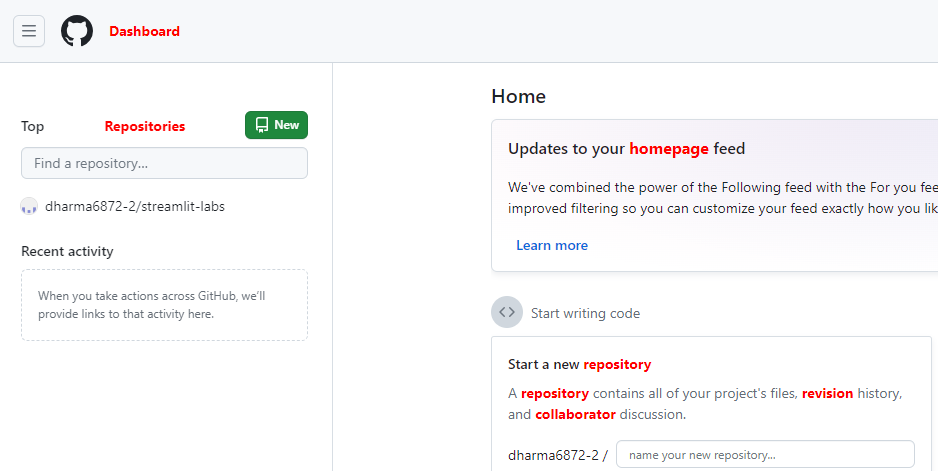 Dashboard
Top Repositories New
Find a repository...
dharma6872-2/streamlit-labs
Recent activity
When you take actions across GitHub, we'll
provide links to that activity here.
Home
Updates to your homepage feed
We've combined the power of the Following feed with the For you fee
improved filtering so you can customize your feed exactly how you lik
Learn more
Start writing code
Start a new repository
A repository contains all of your project's files, revision history,
and collaborator discussion.
dharma6872-2 / name your new repository...